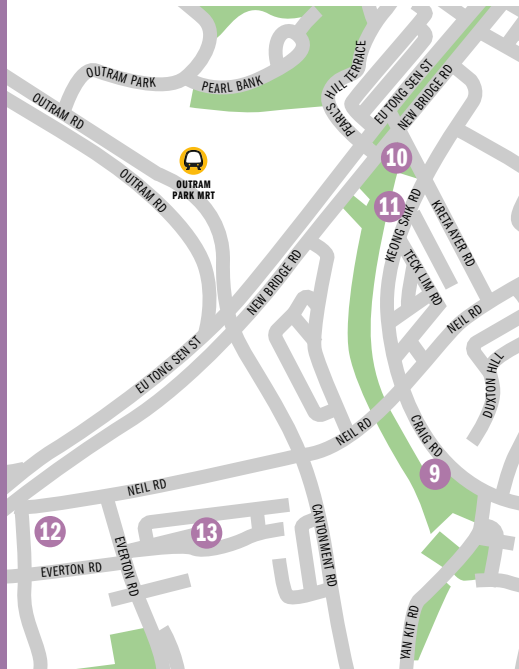 OUTRAM PARK
PEARL BANK
PEARL'S HILL TERRACE
EU TONG SEN ST
NEW BRIDGE RD
OUTRAM RD
OUTRAM RD
OUTRAM
PARK MRT
10
11
KEONG SAIK RD
KRETA AYER RD
TECK LIM RD
NEW BRIDGE RD
NEIL RD
EU TONG SEN ST
DUXTON HILL
NEIL RD
CRAIG RD
9
NEIL RD
12
13
CANTONMENT RD
EVERTON RD
EVERTON RD
YAN KIT RD